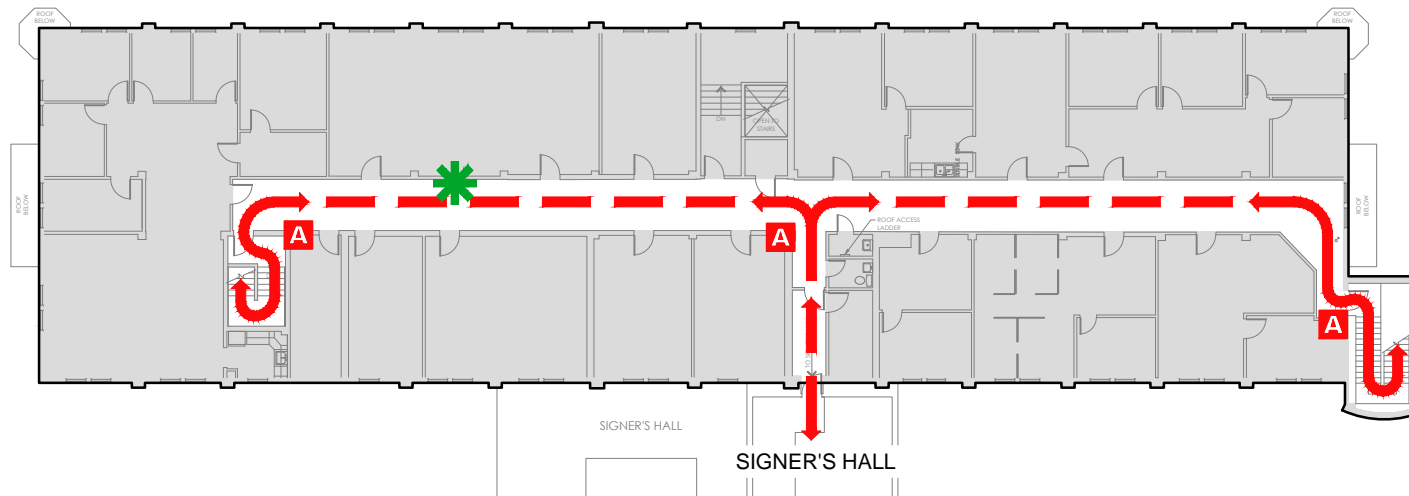 ROOF
BELOW
ROOF
BELOW
DN
OPEN TO
STAIRS
ROOF
BELOW
ROOF
BELOW
A
A
ROOF ACCESS
LADDER
A
SIGNER'S HALL
SIGNER'S HALL